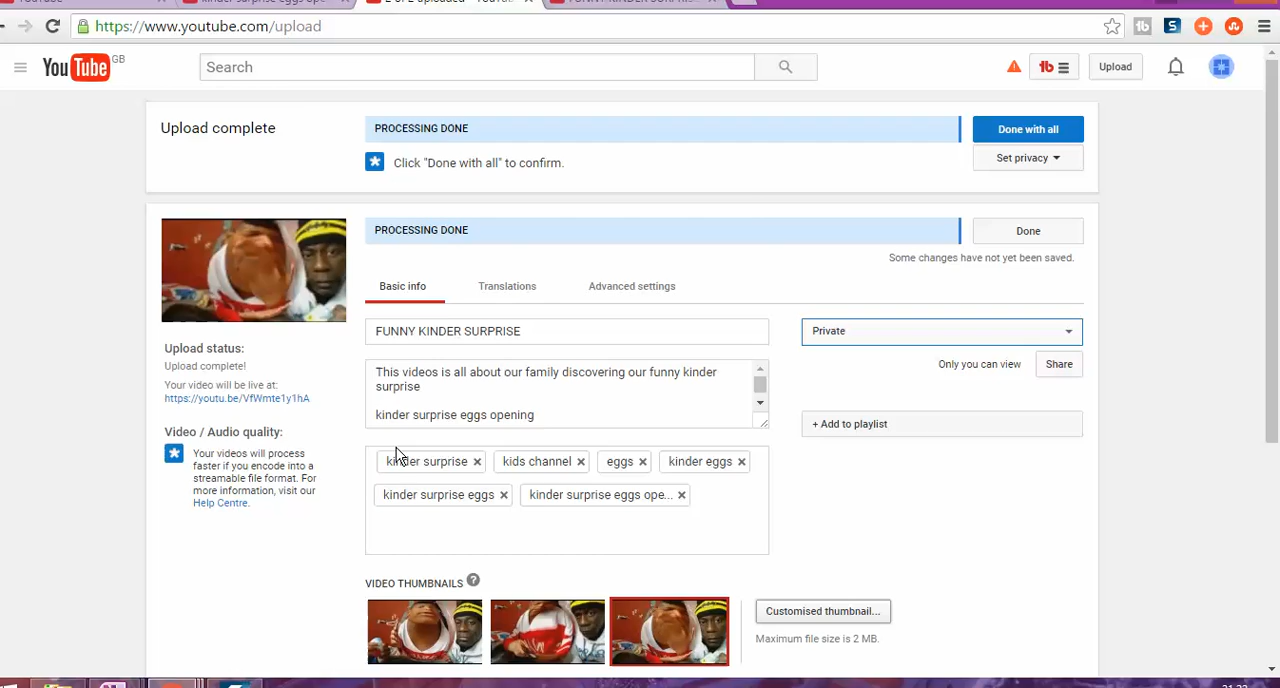 https://www.youtube.com/upload
YouTube GB
Search
Upload
Upload complete
PROCESSING DONE
Done with all
Click "Done with all" to confirm.
Set privacy
PROCESSING DONE
Done
Some changes have not yet been saved.
Basic info
Translations
Advanced settings
FUNNY KINDER SURPRISE
Private
Upload status:
Upload complete!
Your video will be live at:
https://youtu.be/VfWmte1y1hA
This videos is all about our family discovering our funny kinder
surprise
kinder surprise eggs opening
Only you can view
Share
+ Add to playlist
Video / Audio quality:
Your videos will process
faster if you encode into a
streamable file format. For
more information, visit our
Help Centre.
kinder surprise × kids channel × eggs × kinder eggs ×
kinder surprise eggs × kinder surprise eggs ope... ×
VIDEO THUMBNAILS ?
Customised thumbnail...
Maximum file size is 2 MB.